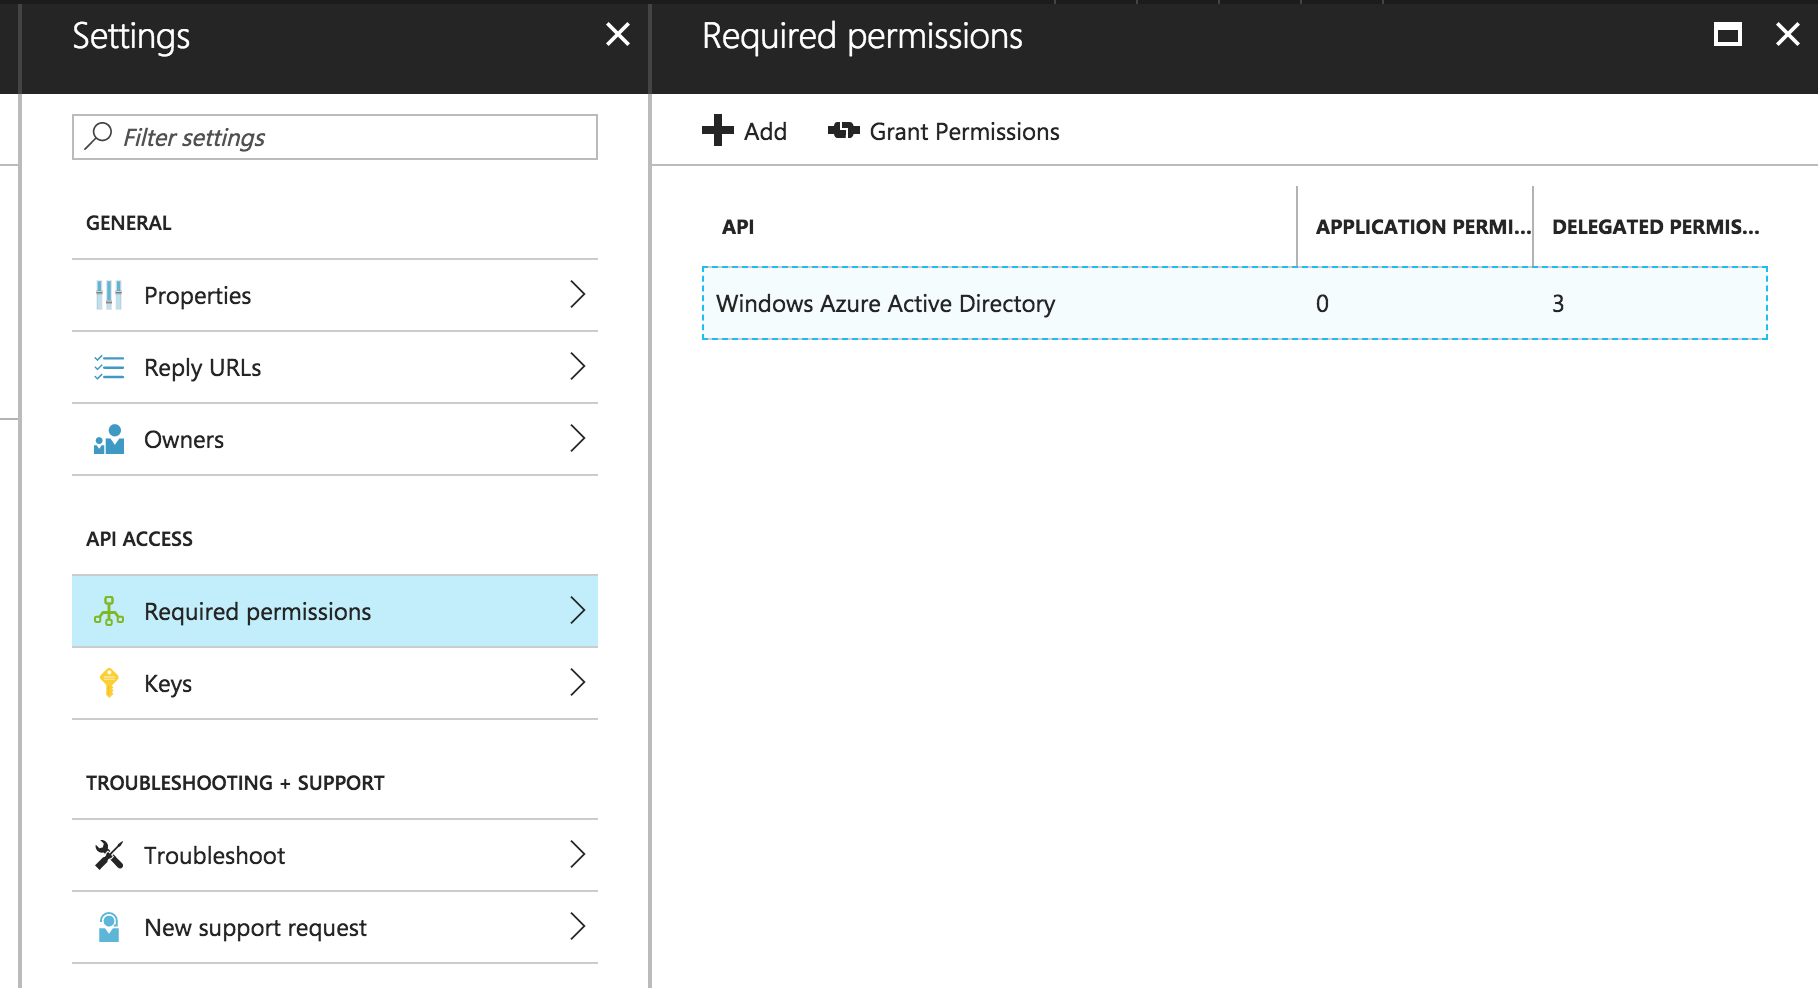 Settings
Filter settings
GENERAL
Properties
Reply URLs
Owners
API ACCESS
Required permissions
Keys
TROUBLESHOOTING + SUPPORT
Troubleshoot
New support request
Required permissions
Add
Grant Permissions
API APPLICATION PERMI... DELEGATED PERMIS...
Windows Azure Active Directory 0 3